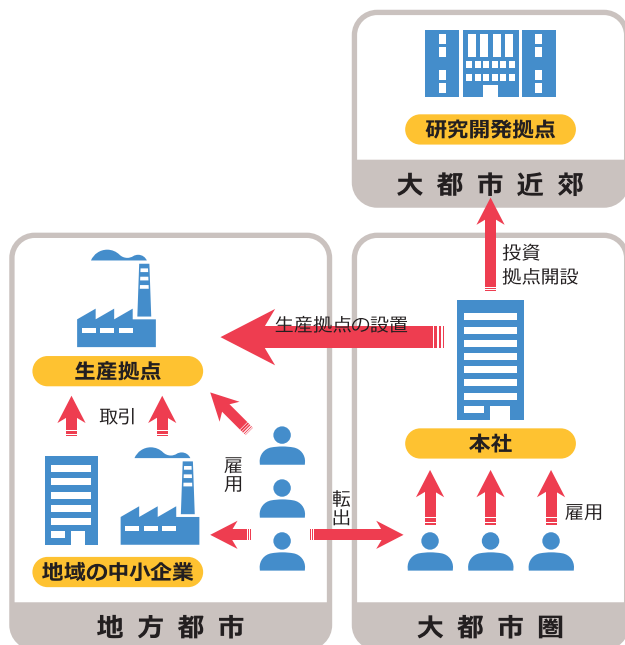 研究開発拠点
大都市近郊
投資
拠点開設
生産拠点の設置
生産拠点
取引
本社
雇用
転出
雇用
地域の中小企業
地方都市
大都市圏